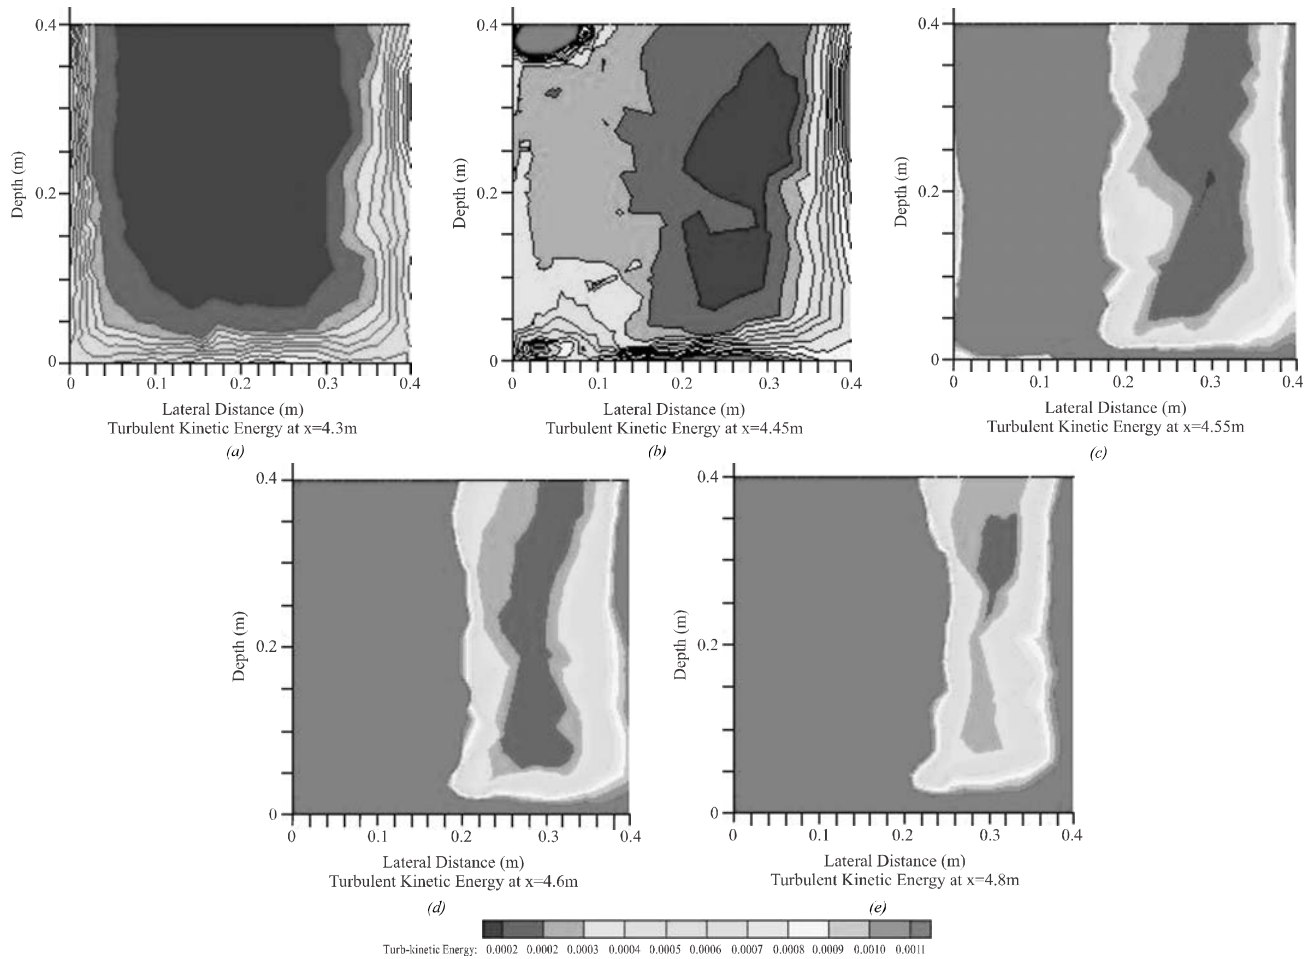 0.4
0.2
0
Depth (m)
0 0.1 0.2 0.3 0.4
Lateral Distance (m)
Turbulent Kinetic Energy at x=4.3m
(a)
0.4
0.2
0
Depth (m)
0 0.1 0.2 0.3 0.4
Lateral Distance (m)
Turbulent Kinetic Energy at x=4.45m
(b)
0.4
0.2
0
Depth (m)
0 0.1 0.2 0.3 0.4
Lateral Distance (m)
Turbulent Kinetic Energy at x=4.55m
(c)
0.4
0.2
0
Depth (m)
0 0.2 0.3 0.4
Lateral Distance (m)
Turbulent Kinetic Energy at x=4.6m
(d)
0.4
0.2
0
Depth (m)
0 0.1 0.2 0.3 0.4
Lateral Distance (m)
Turbulent Kinetic Energy at x=4.8m
(e)
Turb-kinetic Energy: 0.0002 0.0002 0.0003 0.0004 0.0005 0.0006 0.0007 0.0008 0.0009 0.0010 0.0011